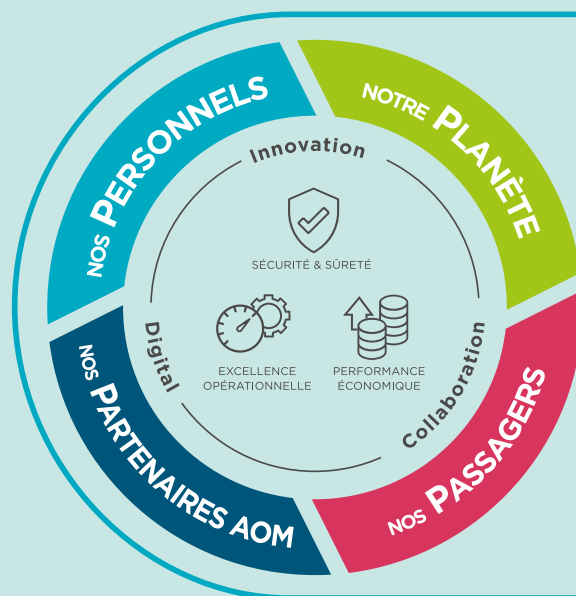 NOS PERSONNELS
NOTRE PLANÈTE
Innovation
SÉCURITÉ & SÛRETÉ
EXCELLENCE
OPÉRATIONNELLE
PERFORMANCE
ÉCONOMIQUE
Digital
Collaboration
NOS PARTENAIRES AOM
NOS PASSAGERS